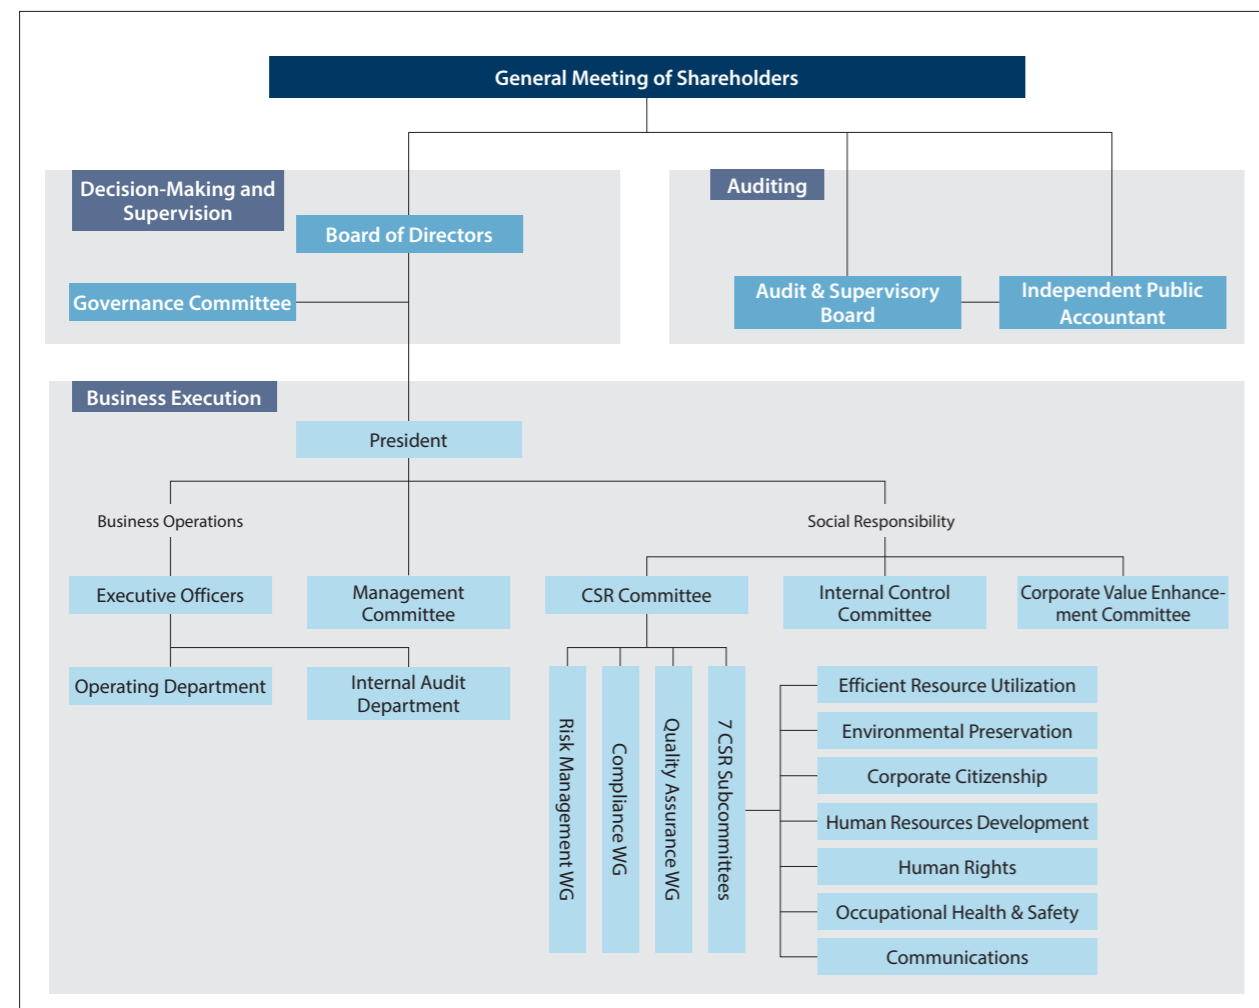 General Meeting of Shareholders
Decision-Making and
Supervision
Auditing
Board of Directors
Governance Committee
Audit & Supervisory
Board
Independent Public
Accountant
Business Execution
President
Business Operations
Social Responsibility
Executive Officers
Management
Committee
CSR Committee
Internal Control
Committee
Corporate Value Enhance-
ment Committee
Operating Department
Internal Audit
Department
Risk Management WG
Compliance WG
Quality Assurance WG
7 CSR Subcommittees
Efficient Resource Utilization
Environmental Preservation
Corporate Citizenship
Human Resources Development
Human Rights
Occupational Health & Safety
Communications